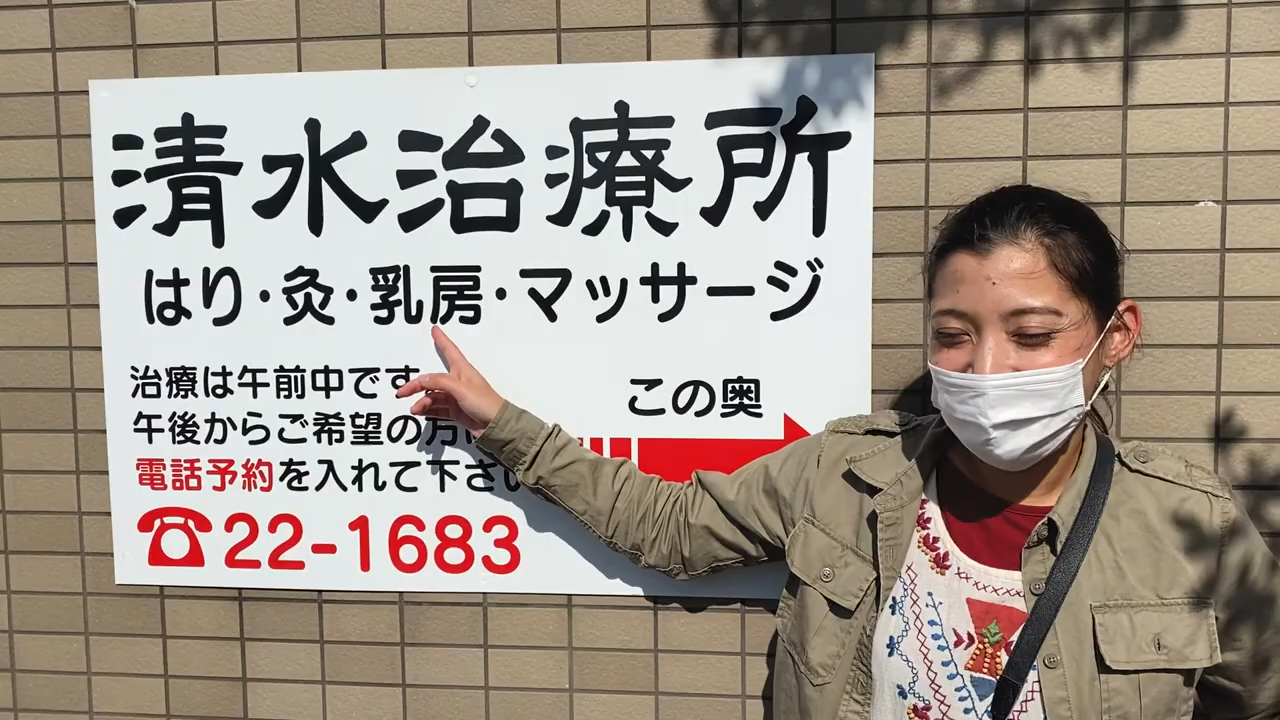 清水治療所
はり・灸・乳房・マッサージ
治療は午前中です
午後からご希望の方は
電話予約を入れて下さい
22-1683
この奥